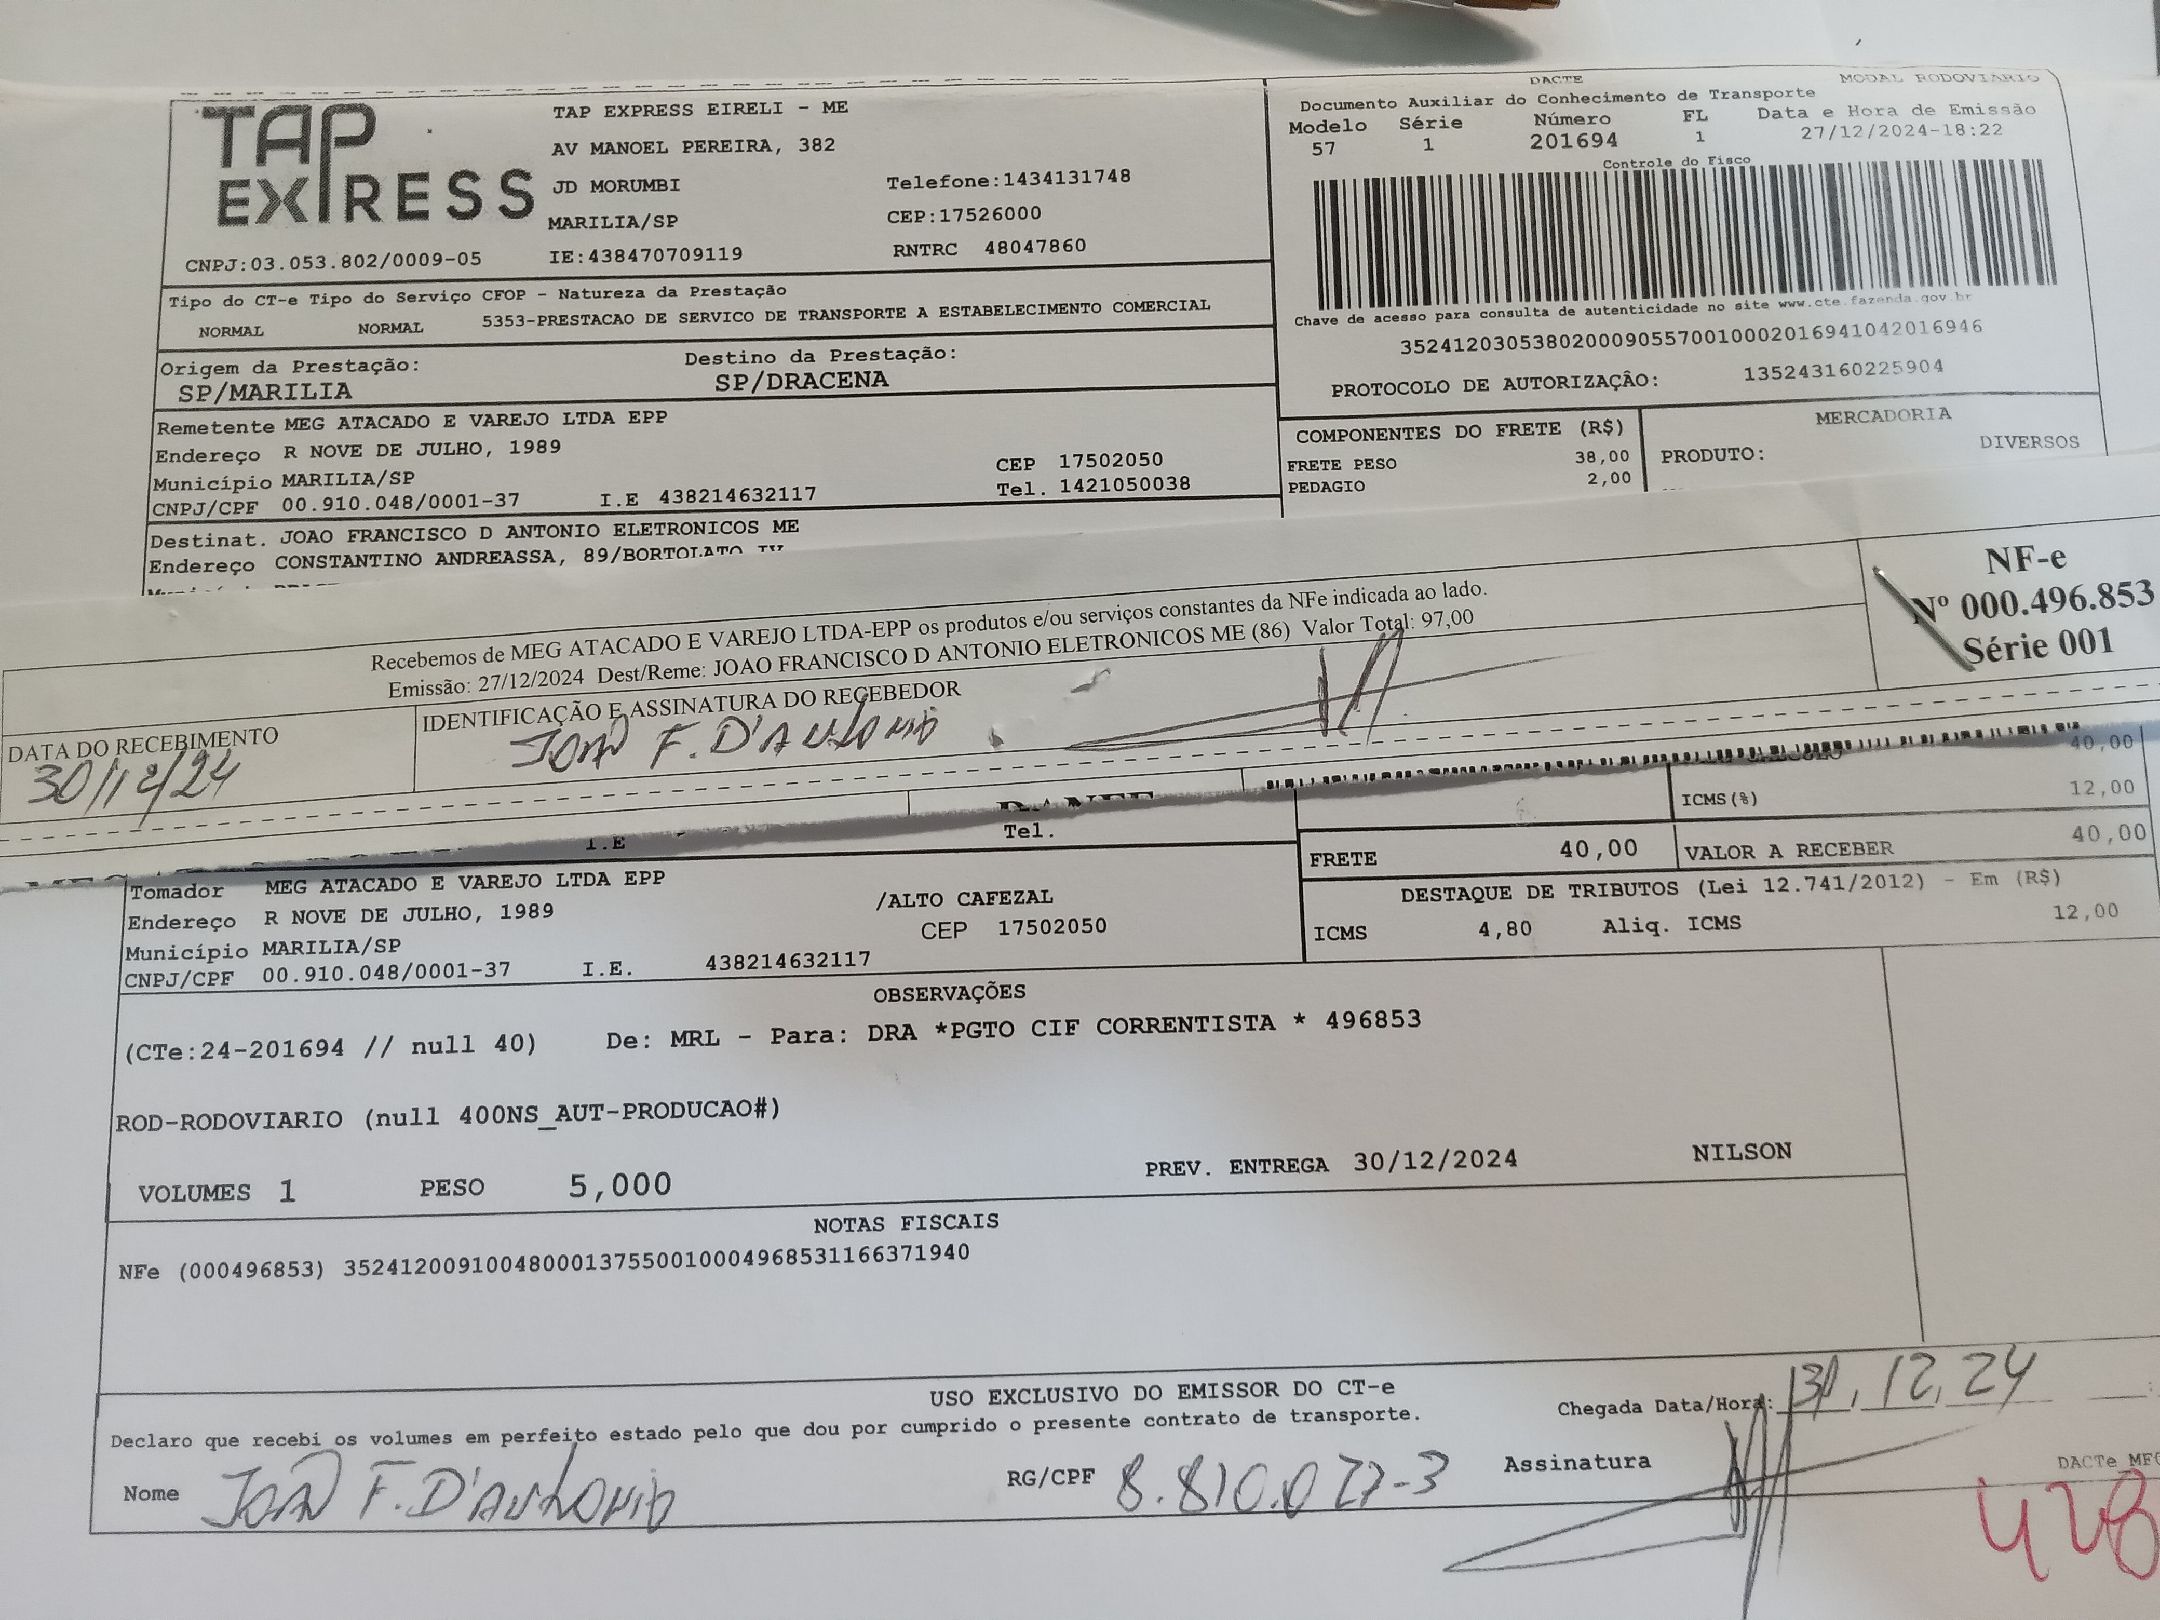 TAP EXPRESS
TAP EXPRESS EIRELI - ME
AV MANOEL PEREIRA, 382
JD MORUMBI Telefone:1434131748
MARILIA/SP CEP:17526000
CNPJ:03.053.802/0009-05 IE:438470709119 RNTRC 48047860
DACTE MODAL RODOVIARIO
Documento Auxiliar do Conhecimento de Transporte
Modelo Série Número FL Data e Hora de Emissão
57 1 201694 1 27/12/2024-18:22
Controle do Fisco
Chave de acesso para consulta de autenticidade no site www.cte.fazenda.gov.br
35241203053802000905570010002016941042016946
PROTOCOLO DE AUTORIZAÇÃO: 135243160225904
Tipo do CT-e Tipo do Serviço CFOP - Natureza da Prestação
NORMAL NORMAL 5353-PRESTACAO DE SERVICO DE TRANSPORTE A ESTABELECIMENTO COMERCIAL
Origem da Prestação: Destino da Prestação:
SP/MARILIA SP/DRACENA
Remetente MEG ATACADO E VAREJO LTDA EPP
Endereço R NOVE DE JULHO, 1989
Município MARILIA/SP CEP 17502050
CNPJ/CPF 00.910.048/0001-37 I.E 438214632117 Tel. 1421050038
COMPONENTES DO FRETE (R$) MERCADORIA
FRETE PESO 38,00 PRODUTO: DIVERSOS
PEDAGIO 2,00
Destinat. JOAO FRANCISCO D ANTONIO ELETRONICOS ME
Endereço CONSTANTINO ANDREASSA, 89/BORTOLATO IV
Recebemos de MEG ATACADO E VAREJO LTDA-EPP os produtos e/ou serviços constantes da NFe indicada ao lado.
Emissão: 27/12/2024 Dest/Reme: JOAO FRANCISCO D ANTONIO ELETRONICOS ME (86) Valor Total: 97,00
NF-e
Nº 000.496.853
Série 001
DATA DO RECEBIMENTO IDENTIFICAÇÃO E ASSINATURA DO RECEBEDOR
30/12/24 JOÃO F. D'ANTONIO
I.E Tel.
40,00
ICMS(%) 12,00
FRETE 40,00 VALOR A RECEBER 40,00
DESTAQUE DE TRIBUTOS (Lei 12.741/2012) - Em (R$)
ICMS 4,80 Aliq. ICMS 12,00
Tomador MEG ATACADO E VAREJO LTDA EPP
Endereço R NOVE DE JULHO, 1989 /ALTO CAFEZAL
Município MARILIA/SP CEP 17502050
CNPJ/CPF 00.910.048/0001-37 I.E. 438214632117
OBSERVAÇÕES
(CTe:24-201694 // null 40) De: MRL - Para: DRA *PGTO CIF CORRENTISTA * 496853
ROD-RODOVIARIO (null 400NS_AUT-PRODUCAO#)
VOLUMES 1 PESO 5,000 PREV. ENTREGA 30/12/2024 NILSON
NOTAS FISCAIS
NFe (000496853) 35241200910048000137550010004968531166371940
USO EXCLUSIVO DO EMISSOR DO CT-e
Declaro que recebi os volumes em perfeito estado pelo que dou por cumprido o presente contrato de transporte.
Chegada Data/Hora: 12, 24
Nome JOÃO F. D'ANTONIO RG/CPF 8.810.077-3 Assinatura
DACTe
428